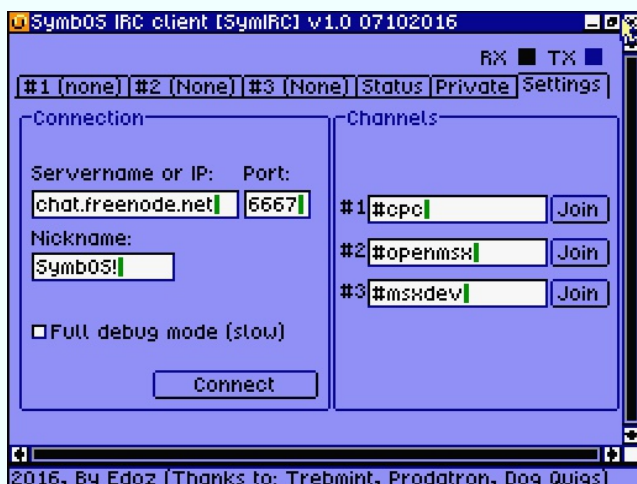 SymbOS IRC client [SymIRC] v1.0 07102016
RX TX
#1 (none) #2 (None) #3 (None) Status Private Settings
Connection
Servername or IP: Port:
chat.freenode.net 6667
Nickname:
SymbOS!
Full debug mode (slow)
Connect
Channels
#1 #cpc Join
#2 #openmsx Join
#3 #msxdev Join
2016, By Edoz (Thanks to: Trebmint, Prodatron, Dog Quigs)